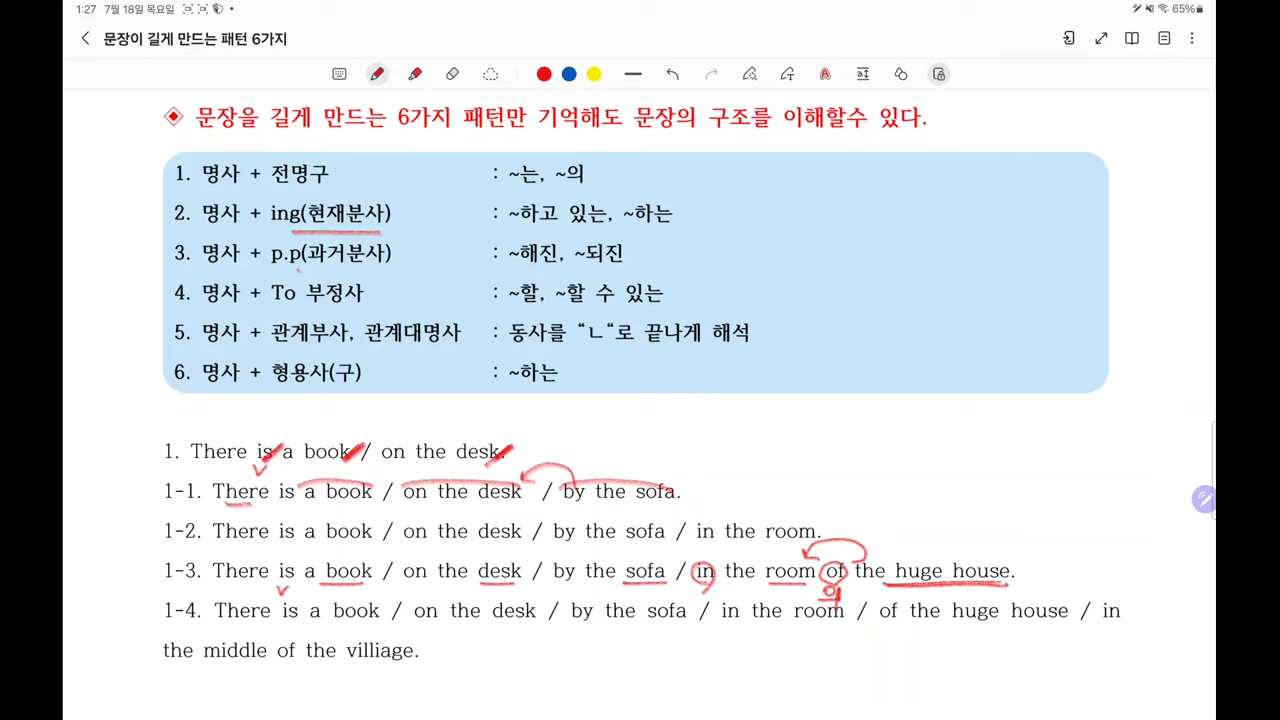 1:27 7월 18일 목요일 65%
문장이 길게 만드는 패턴 6가지
◈ 문장을 길게 만드는 6가지 패턴만 기억해도 문장의 구조를 이해할수 있다.
1. 명사 + 전명구 : ~는, ~의
2. 명사 + ing(현재분사) : ~하고 있는, ~하는
3. 명사 + p.p(과거분사) : ~해진, ~되진
4. 명사 + To 부정사 : ~할, ~할 수 있는
5. 명사 + 관계부사, 관계대명사 : 동사를 “ㄴ“로 끝나게 해석
6. 명사 + 형용사(구) : ~하는
1. There is a book / on the desk.
1-1. There is a book / on the desk / by the sofa.
1-2. There is a book / on the desk / by the sofa / in the room.
1-3. There is a book / on the desk / by the sofa / in the room of the huge house.
의
1-4. There is a book / on the desk / by the sofa / in the room / of the huge house / in
the middle of the villiage.